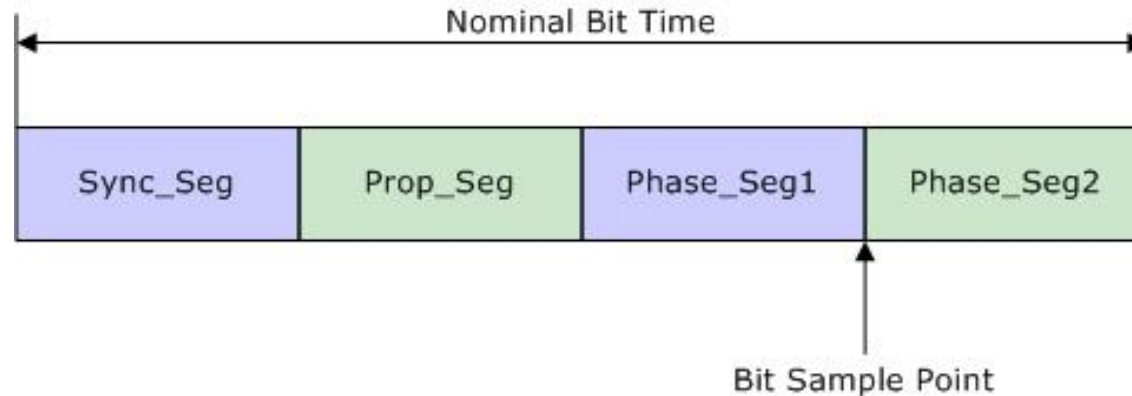 Nominal Bit Time
Sync_Seg Prop_Seg Phase_Seg1 Phase_Seg2
Bit Sample Point